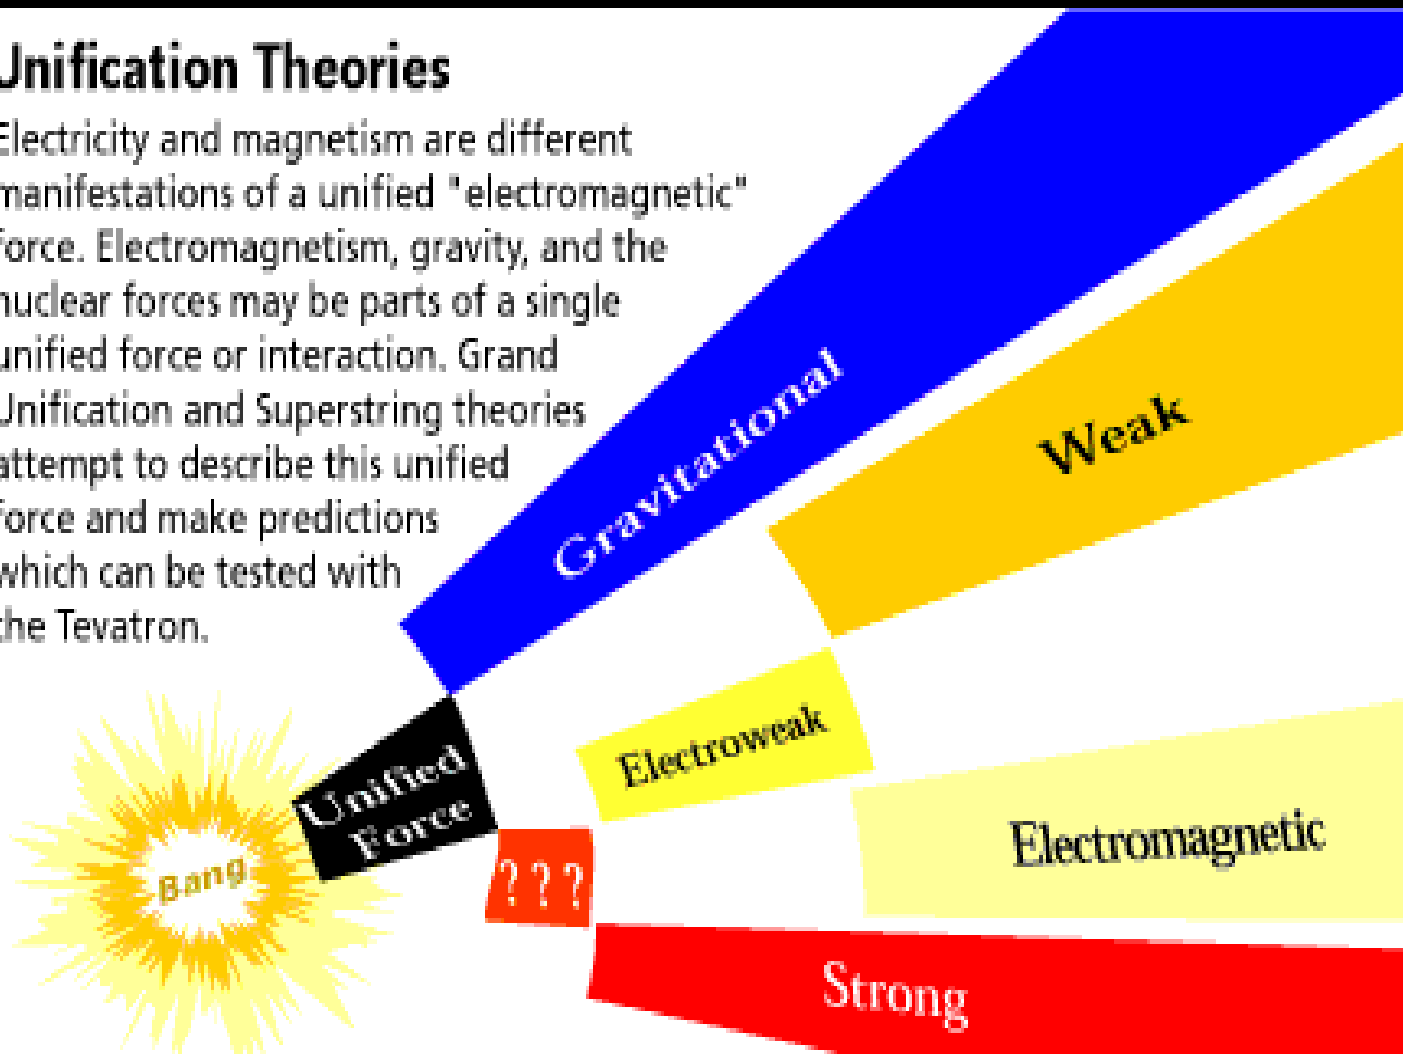 Unification Theories
Electricity and magnetism are different
manifestations of a unified "electromagnetic"
force. Electromagnetism, gravity, and the
nuclear forces may be parts of a single
unified force or interaction. Grand
Unification and Superstring theories
attempt to describe this unified
force and make predictions
which can be tested with
the Tevatron.
Gravitational
Weak
Electroweak
Unified
Force
Electromagnetic
Bang
? ? ?
Strong